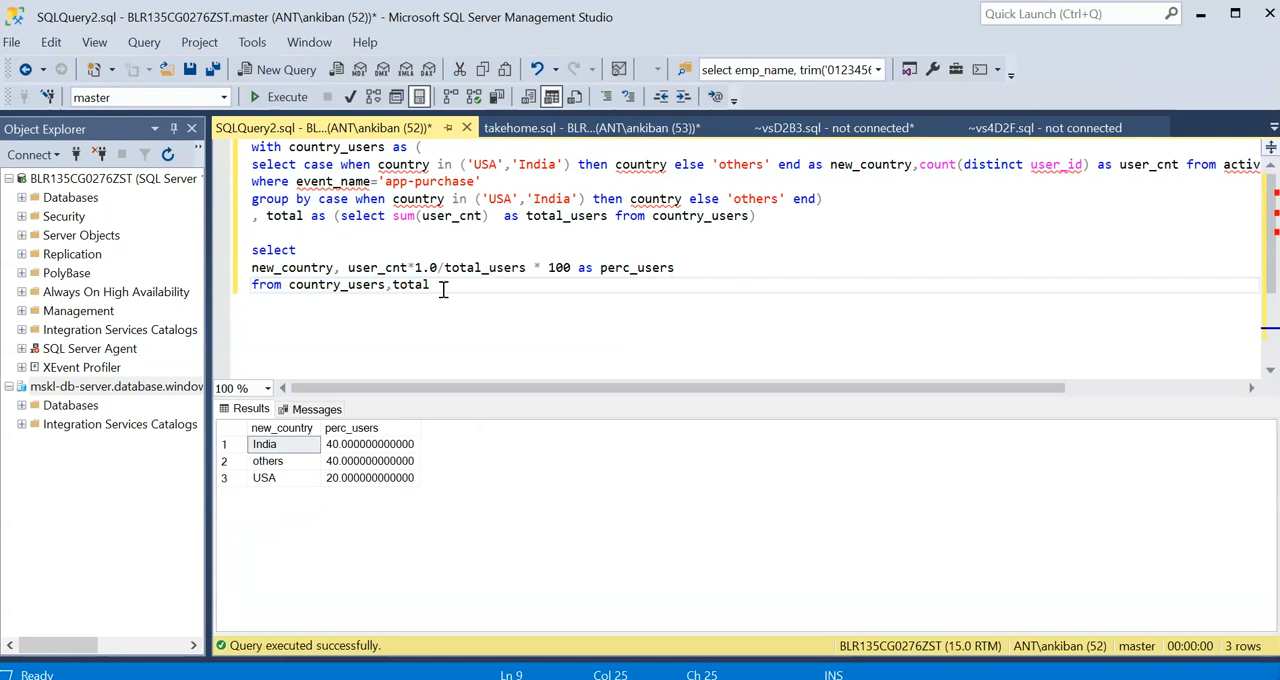 SQLQuery2.sql - BLR135CG0276ZST.master (ANT\ankiban (52))* - Microsoft SQL Server Management Studio
Quick Launch (Ctrl+Q)
File Edit View Query Project Tools Window Help
New Query
select emp_name, trim('0123456
master
Execute
Object Explorer
SQLQuery2.sql - BL...(ANT\ankiban (52))*
takehome.sql - BLR...(ANT\ankiban (53))*
~vsD2B3.sql - not connected*
~vs4D2F.sql - not connected
Connect
BLR135CG0276ZST (SQL Server
Databases
Security
Server Objects
Replication
PolyBase
Always On High Availability
Management
Integration Services Catalogs
SQL Server Agent
XEvent Profiler
mskl-db-server.database.window
Databases
Integration Services Catalogs
with country_users as (
select case when country in ('USA','India') then country else 'others' end as new_country,count(distinct user_id) as user_cnt from activ
where event_name='app-purchase'
group by case when country in ('USA','India') then country else 'others' end)
, total as (select sum(user_cnt)  as total_users from country_users)
select
new_country, user_cnt*1.0/total_users * 100 as perc_users
from country_users,total
100 %
Results Messages
new_country perc_users
1 India 40.000000000000
2 others 40.000000000000
3 USA 20.000000000000
Query executed successfully.
BLR135CG0276ZST (15.0 RTM) ANT\ankiban (52) master 00:00:00 3 rows
Ready Ln 9 Col 25 Ch 25 INS